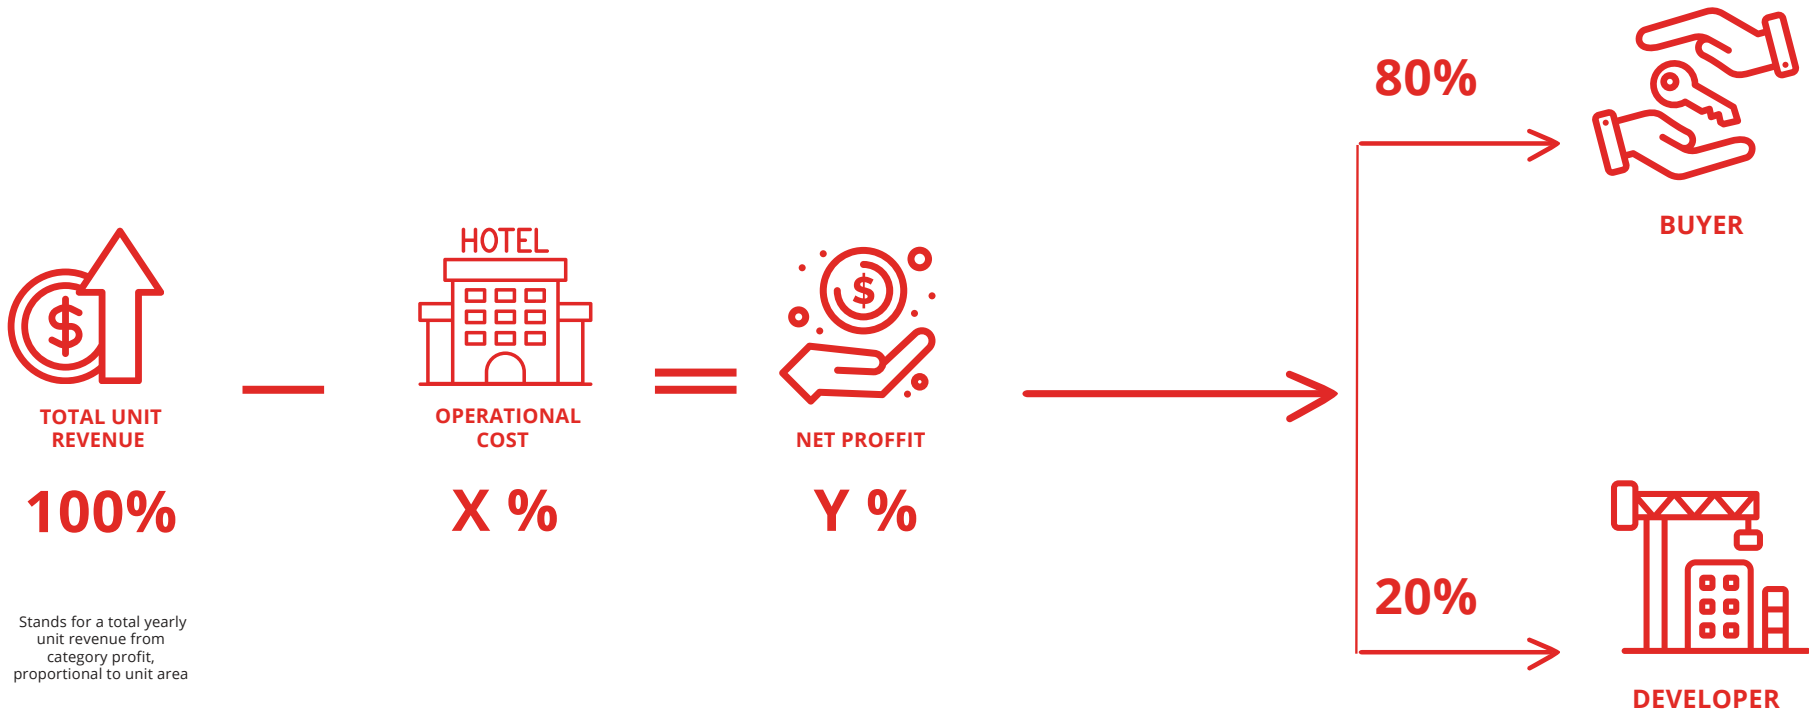 TOTAL UNIT
REVENUE
100%
Stands for a total yearly
unit revenue from
category profit,
proportional to unit area
HOTEL
OPERATIONAL
COST
X %
$
NET PROFFIT
Y %
80%
BUYER
20%
DEVELOPER